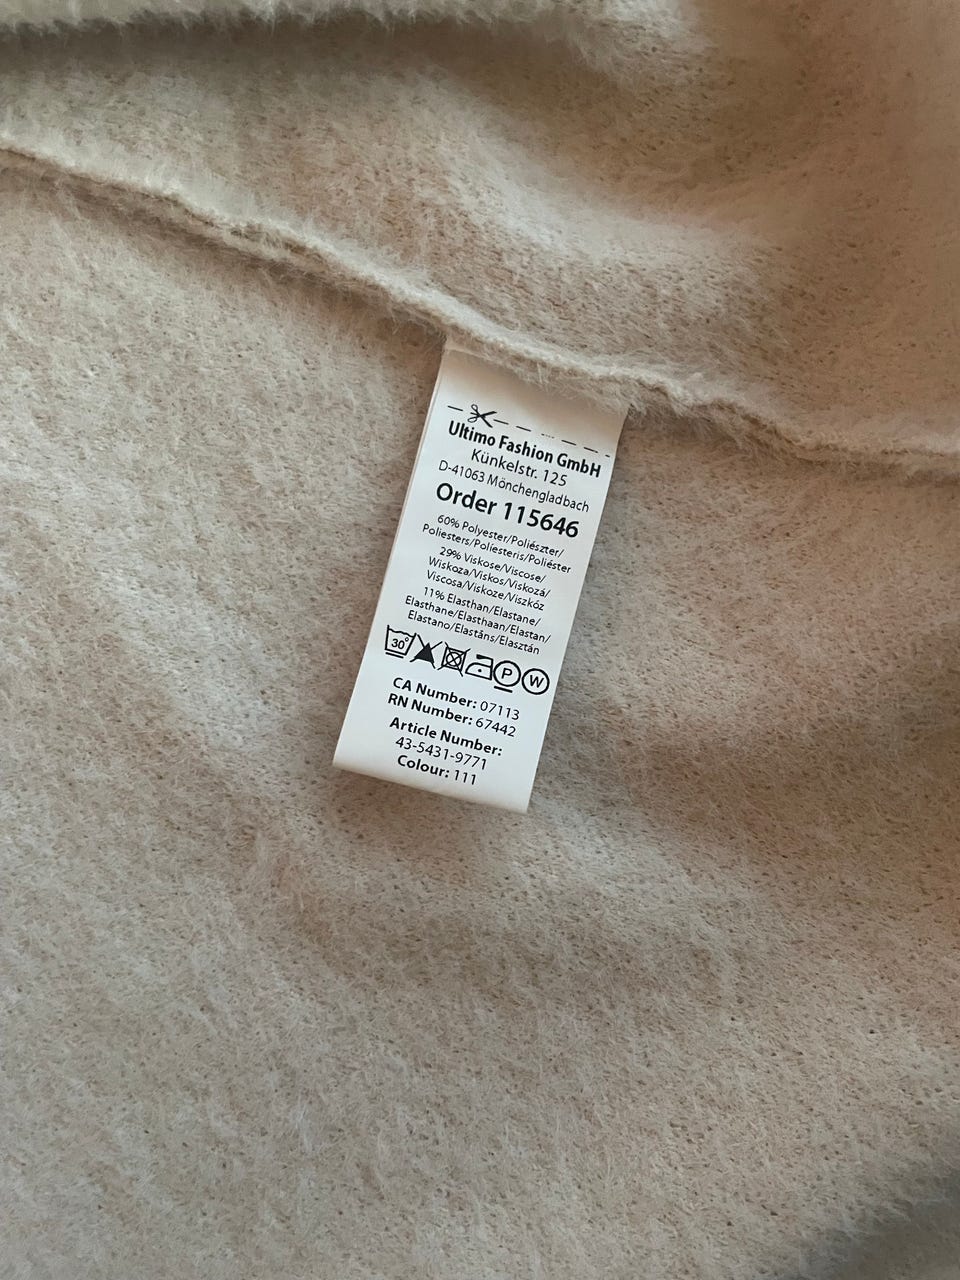 Ultimo Fashion GmbH
Künkelstr. 125
D-41063 Mönchengladbach
Order 115646
60% Polyester/Poliészter/
Poliesters/Poliesteris/Poliéster
29% Viskose/Viscose/
Wiskoza/Viskos/Viskozá/
Viscosa/Viskoze/Viszkóz
11% Elasthan/Elastane/
Elasthane/Elasthaan/Elastan/
Elastano/Elastāns/Elasztán
30° P W
CA Number: 07113
RN Number: 67442
Article Number:
43-5431-9771
Colour: 111